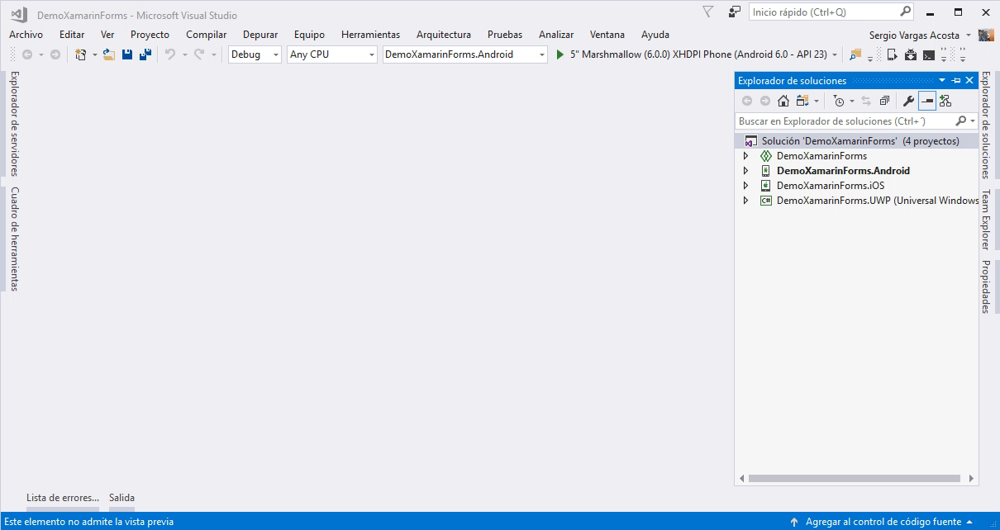 DemoXamarinForms - Microsoft Visual Studio
Inicio rápido (Ctrl+Q)
Archivo Editar Ver Proyecto Compilar Depurar Equipo Herramientas Arquitectura Pruebas Analizar Ventana Ayuda
Sergio Vargas Acosta
Debug
Any CPU
DemoXamarinForms.Android
5" Marshmallow (6.0.0) XHDPI Phone (Android 6.0 - API 23)
Explorador de servidores
Cuadro de herramientas
Explorador de soluciones
Buscar en Explorador de soluciones (Ctrl+´)
Solución 'DemoXamarinForms' (4 proyectos)
DemoXamarinForms
DemoXamarinForms.Android
DemoXamarinForms.iOS
C# DemoXamarinForms.UWP (Universal Windows
Explorador de soluciones
Team Explorer
Propiedades
Lista de errores... Salida
Este elemento no admite la vista previa
Agregar al control de código fuente